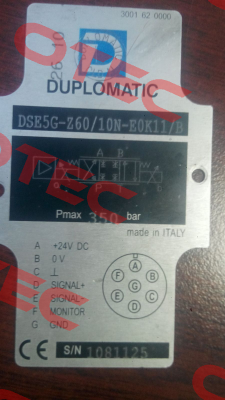 3001 62 0000
26 10
DUPLOMATIC
DSE5G-Z60/10N-E0K11/B
A B
P T
Pmax 350 bar
made in ITALY
A +24V DC
B 0 V
C ⊥
D SIGNAL+
E SIGNAL-
F MONITOR
G GND
A
F B
G
E C
D
CE S/N 1081125